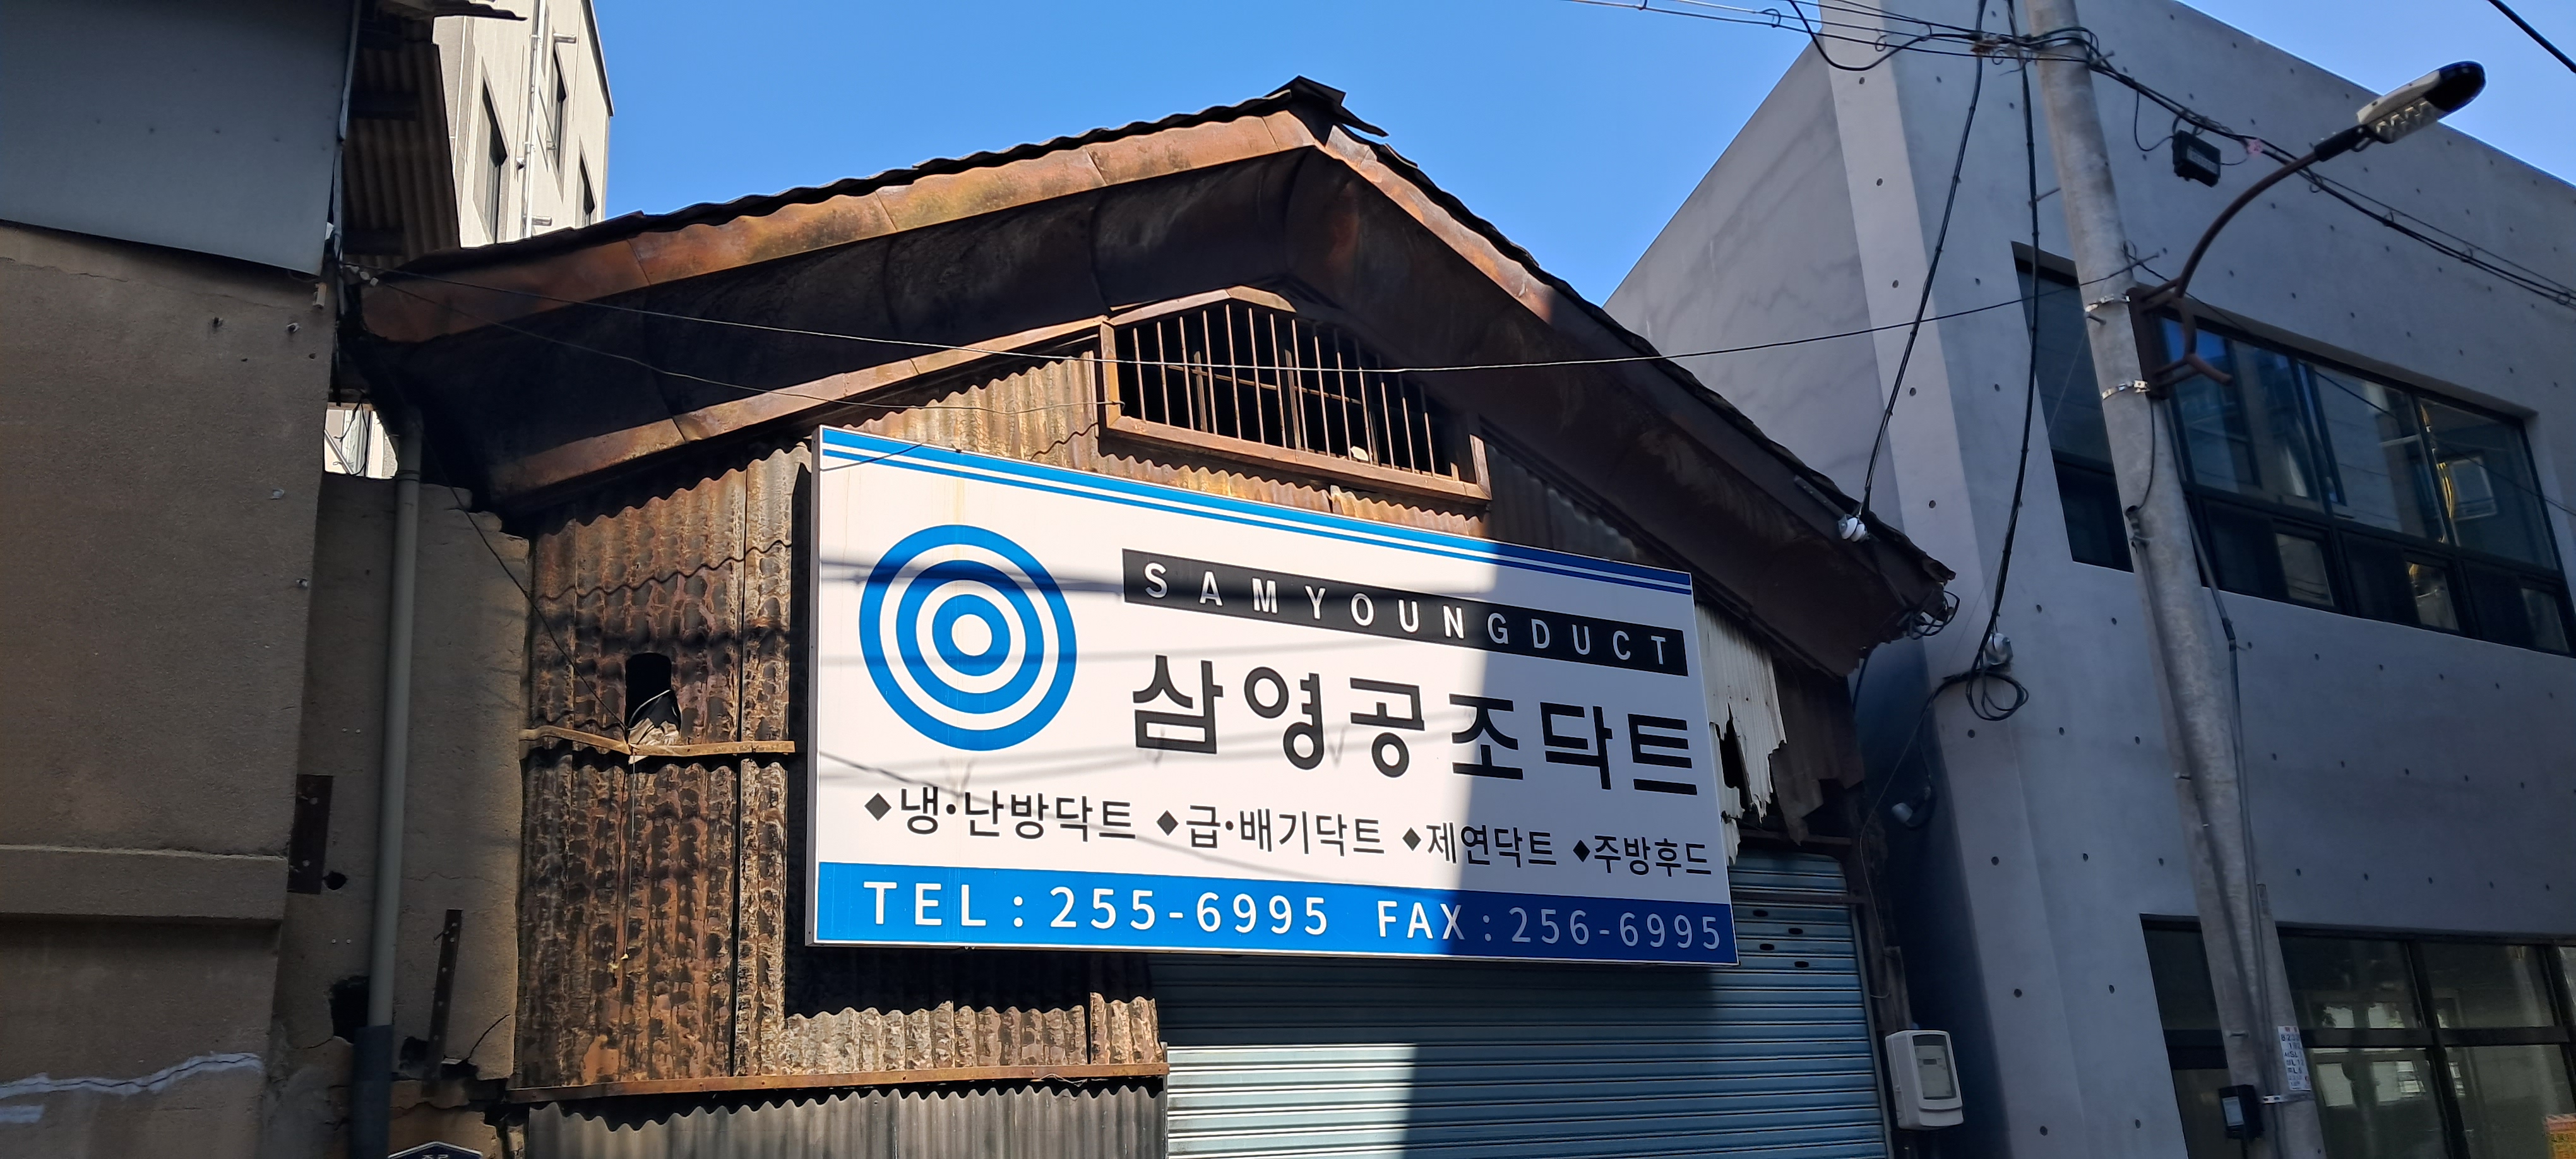 SAMYOUNGDUCT
삼영공조닥트
◆냉·난방닥트 ◆급·배기닥트 ◆제연닥트 ◆주방후드
TEL : 255-6995 FAX : 256-6995